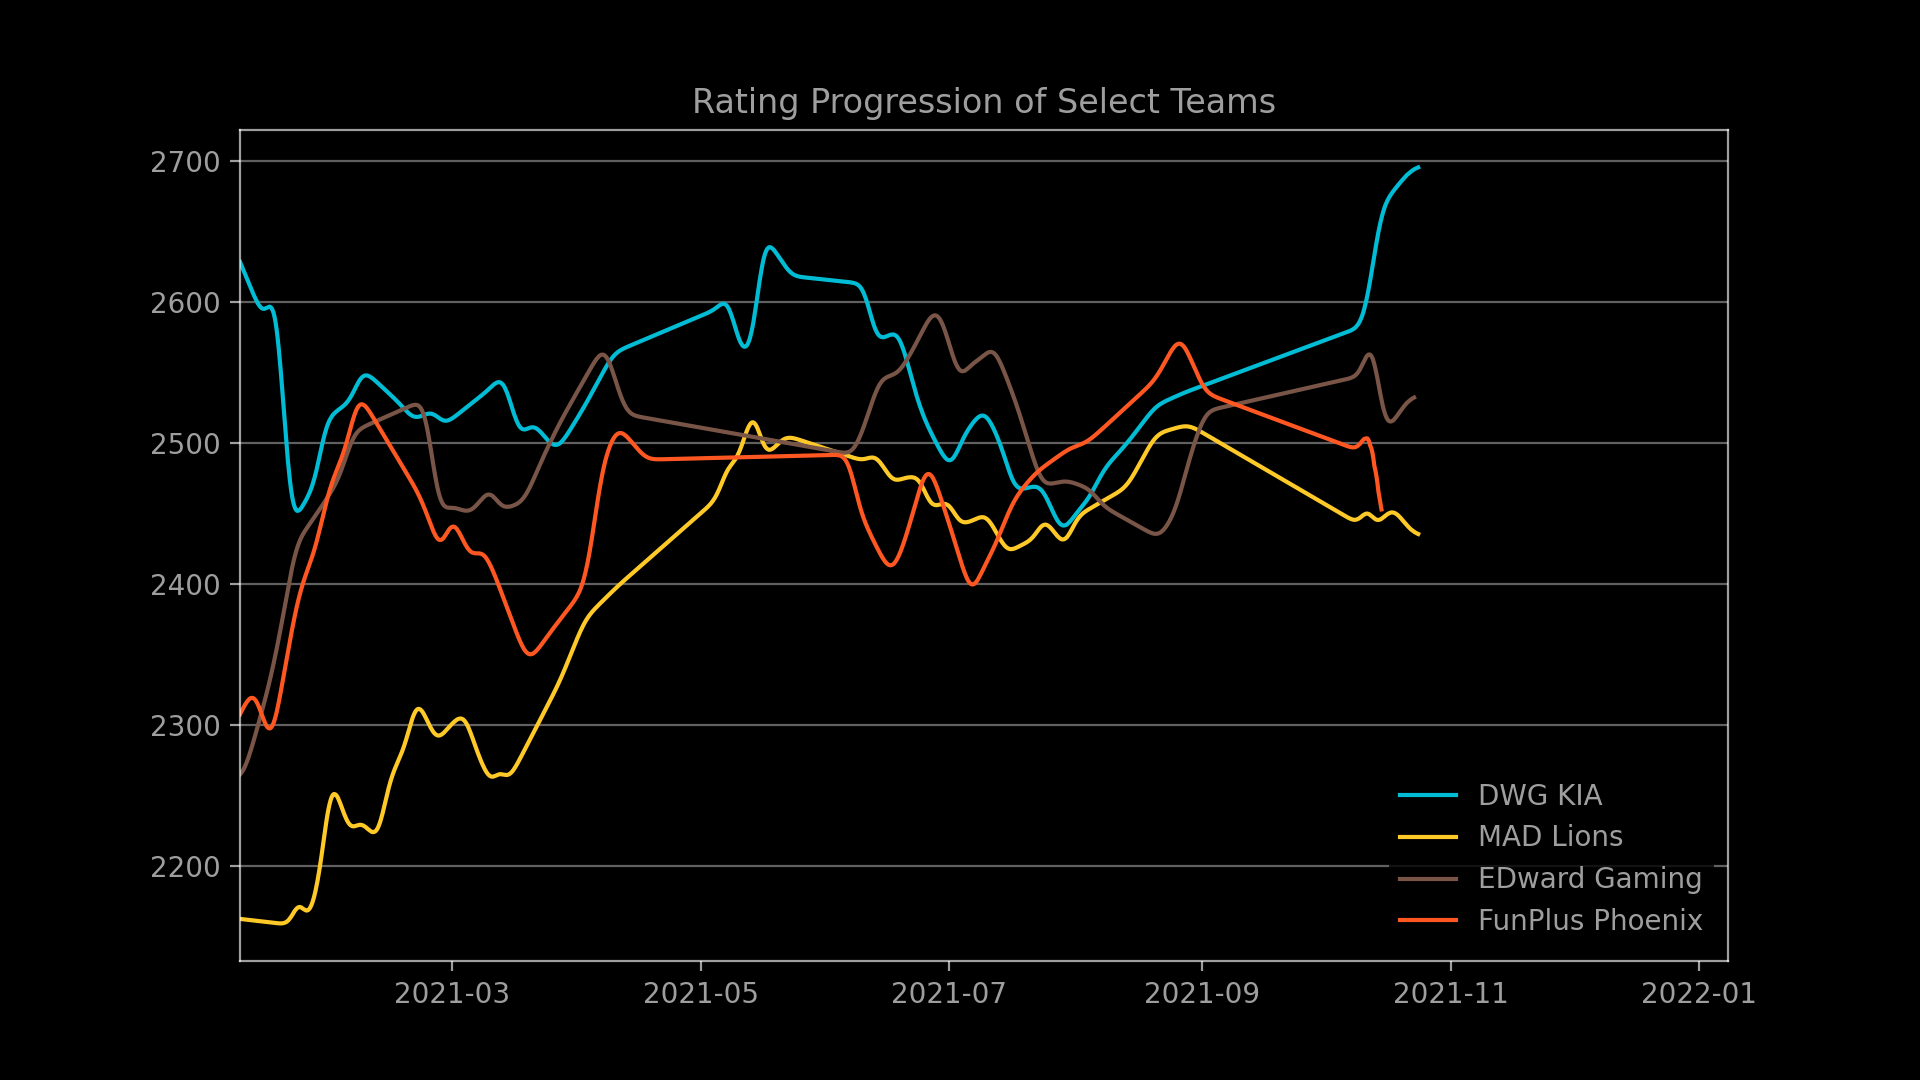 Rating Progression of Select Teams
2700
2600
2500
2400
2300
2200
DWG KIA
MAD Lions
EDward Gaming
FunPlus Phoenix
2021-03
2021-05
2021-07
2021-09
2021-11
2022-01